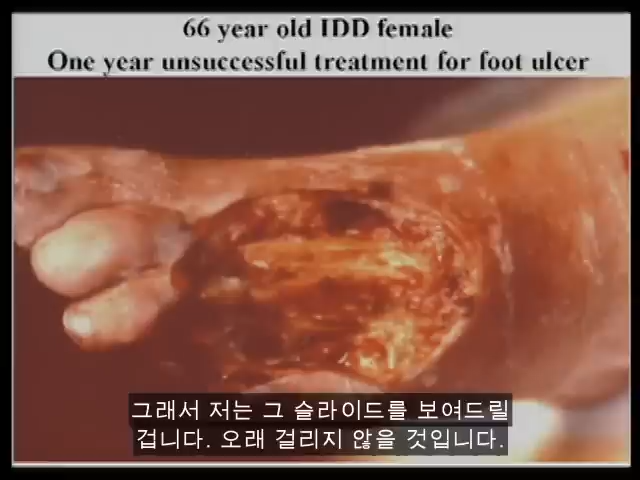 66 year old IDD female
One year unsuccessful treatment for foot ulcer
그래서 저는 그 슬라이드를 보여드릴
겁니다. 오래 걸리지 않을 것입니다.